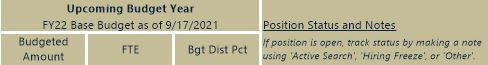 Upcoming Budget Year
FY22 Base Budget as of 9/17/2021
Budgeted
Amount
FTE
Bgt Dist Pct
Position Status and Notes
If position is open, track status by making a note
using 'Active Search', 'Hiring Freeze', or 'Other'.